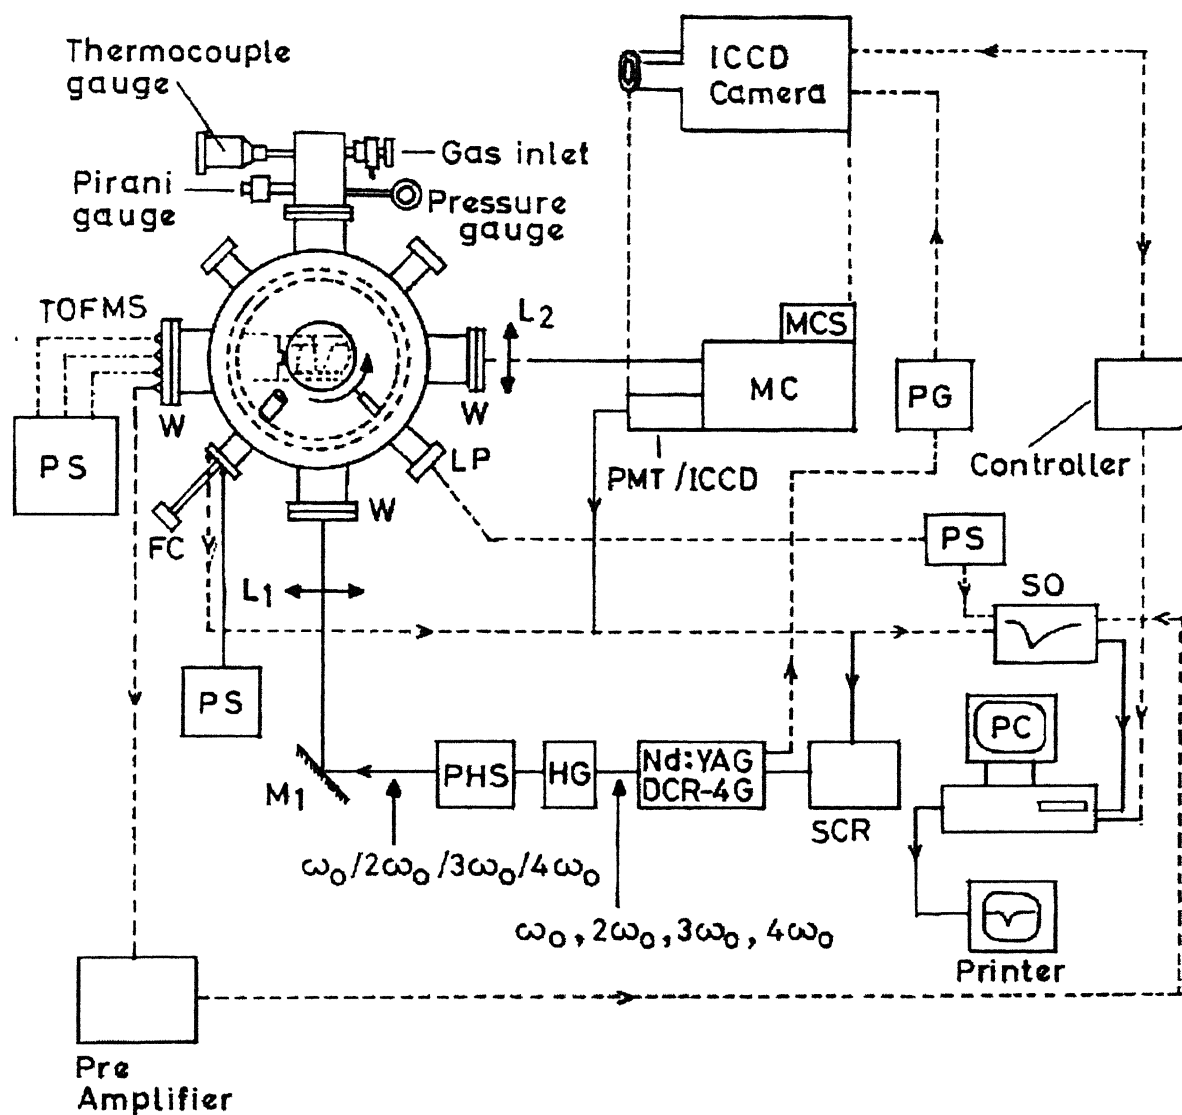 Thermocouple
gauge
ICCD
Camera
Gas inlet
Pirani
gauge
Pressure
gauge
TOFMS
L2
MCS
MC
PG
W
W
PS
LP
PMT/ICCD
Controller
W
FC
PS
L1
SO
PS
PC
M1
PHS
HG
Nd:YAG
DCR-4G
SCR
ω0/2ω0/3ω0/4ω0
ω0, 2ω0, 3ω0, 4ω0
Printer
Pre
Amplifier